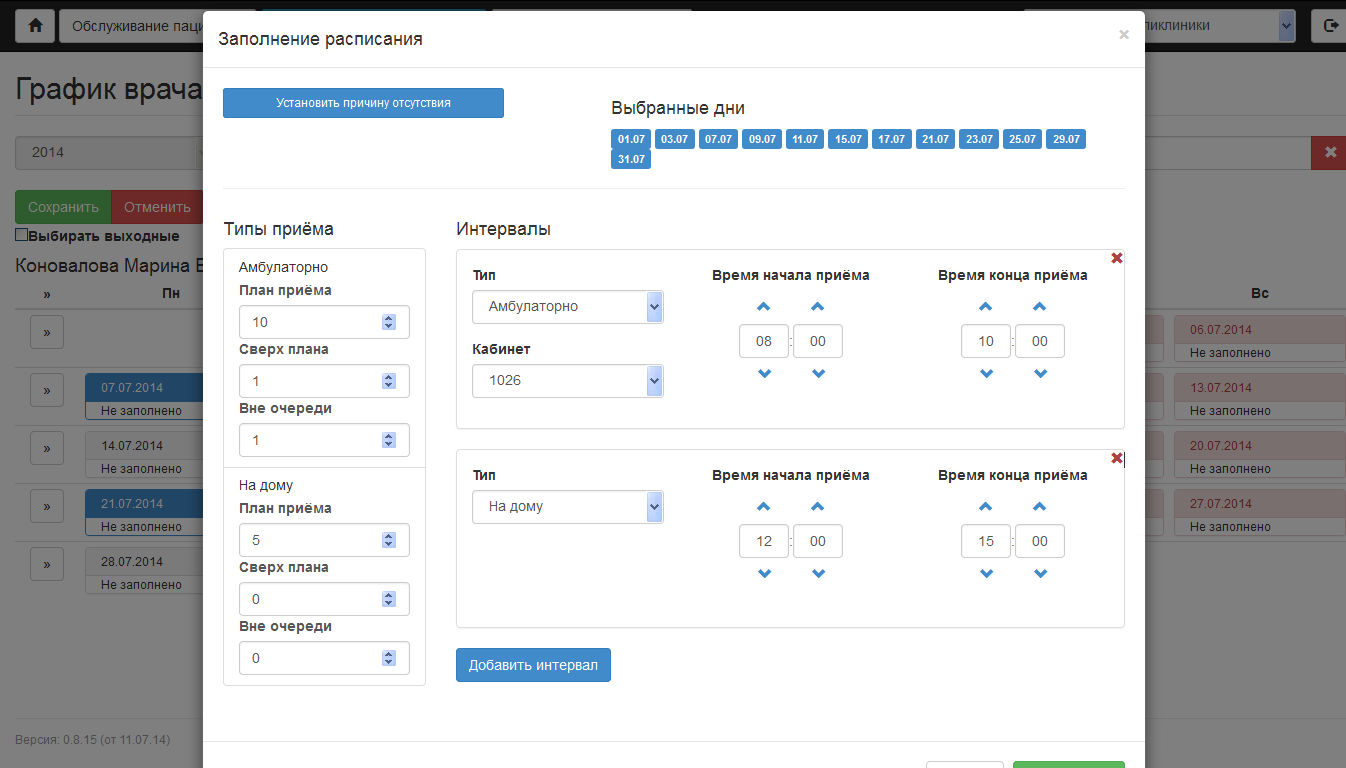 Обслуживание паци
иклиники
График врача
2014
Сохранить Отменить
Выбирать выходные
Коновалова Марина
» Пн Вс
» 06.07.2014
Не заполнено
» 07.07.2014 13.07.2014
Не заполнено Не заполнено
» 14.07.2014 20.07.2014
Не заполнено Не заполнено
» 21.07.2014 27.07.2014
Не заполнено Не заполнено
» 28.07.2014
Не заполнено
Версия: 0.8.15 (от 11.07.14)
Заполнение расписания ×
Установить причину отсутствия
Выбранные дни
01.07 03.07 07.07 09.07 11.07 15.07 17.07 21.07 23.07 25.07 29.07
31.07
Типы приёма
Амбулаторно
План приёма
10
Сверх плана
1
Вне очереди
1
На дому
План приёма
5
Сверх плана
0
Вне очереди
0
Интервалы
Тип Время начала приёма Время конца приёма
Амбулаторно
08 : 00 10 : 00
Кабинет
1026
Тип Время начала приёма Время конца приёма
На дому
12 : 00 15 : 00
Добавить интервал